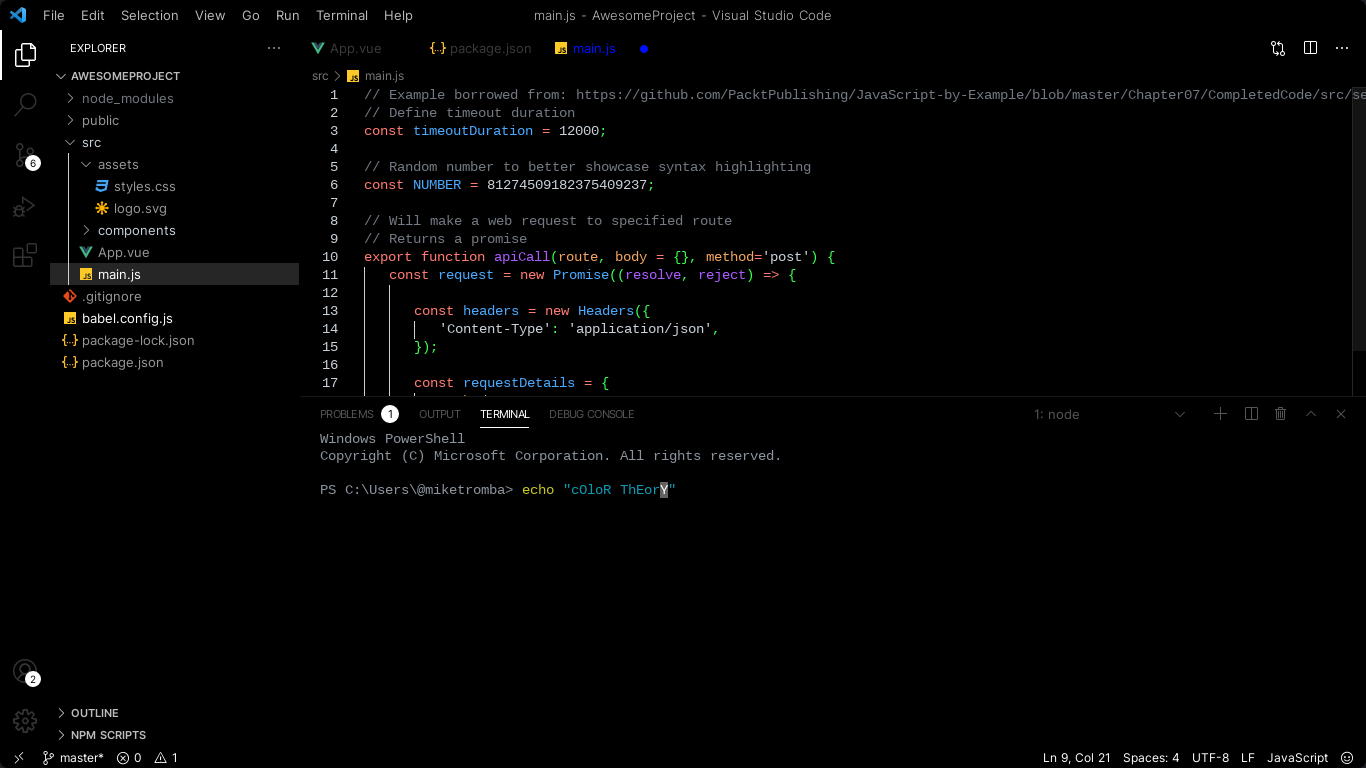 File Edit Selection View Go Run Terminal Help
main.js - AwesomeProject - Visual Studio Code
EXPLORER
AWESOMEPROJECT
node_modules
public
src
assets
styles.css
logo.svg
components
App.vue
main.js
.gitignore
babel.config.js
package-lock.json
package.json
6
2
OUTLINE
NPM SCRIPTS
App.vue {..} package.json JS main.js
src JS main.js
1 // Example borrowed from: https://github.com/PacktPublishing/JavaScript-by-Example/blob/master/Chapter07/CompletedCode/src/se
2 // Define timeout duration
3 const timeoutDuration = 12000;
4
5 // Random number to better showcase syntax highlighting
6 const NUMBER = 81274509182375409237;
7
8 // Will make a web request to specified route
9 // Returns a promise
10 export function apiCall(route, body = {}, method='post') {
11 const request = new Promise((resolve, reject) => {
12
13 const headers = new Headers({
14 'Content-Type': 'application/json',
15 });
16
17 const requestDetails = {
PROBLEMS 1 OUTPUT TERMINAL DEBUG CONSOLE 1: node
Windows PowerShell
Copyright (C) Microsoft Corporation. All rights reserved.
PS C:\Users\@miketromba> echo "cOloR ThEorY"
master* 0 1 Ln 9, Col 21 Spaces: 4 UTF-8 LF JavaScript